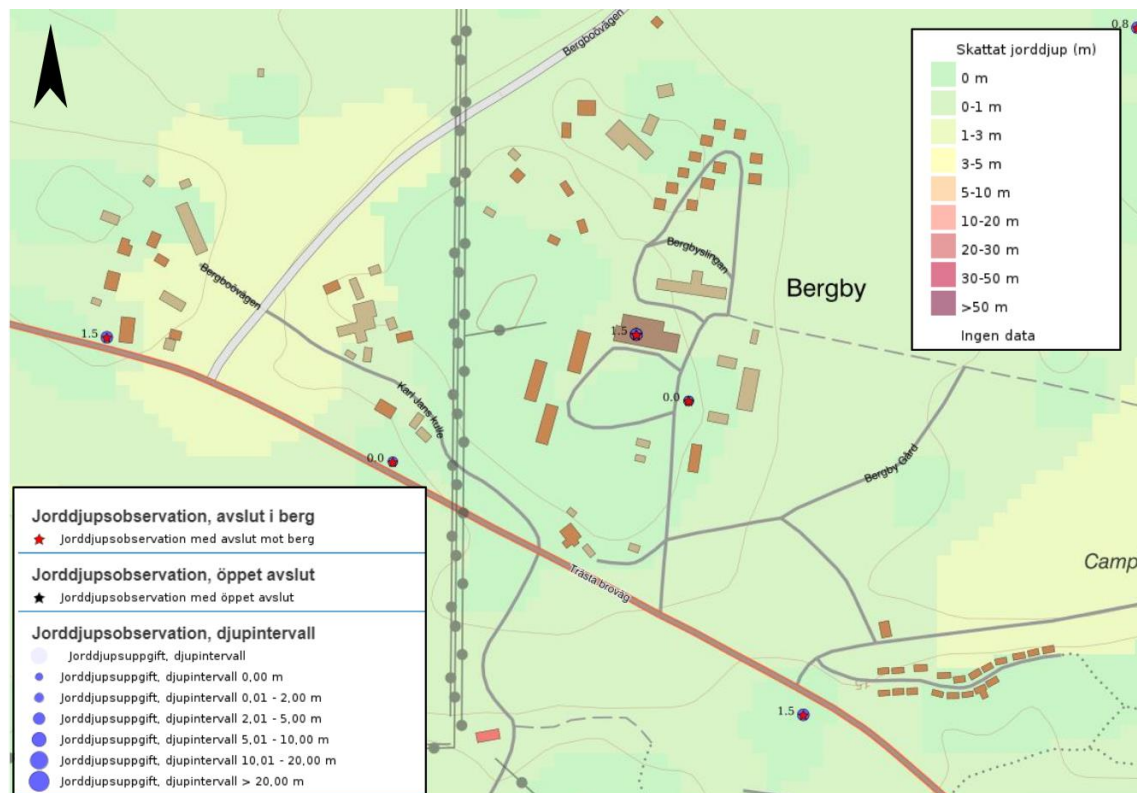 0.8
Skattat jorddjup (m)
0 m
0-1 m
1-3 m
3-5 m
5-10 m
10-20 m
20-30 m
30-50 m
>50 m
Ingen data
Bergboövägen
Bergbyslingan
Bergby
Bergboövägen
1.5
1.5
0.0
Karl Jans kulle
0.0
Bergby Gård
Camp
Trästa broväg
15
1.5
Jorddjupsobservation, avslut i berg
Jorddjupsobservation med avslut mot berg
Jorddjupsobservation, öppet avslut
Jorddjupsobservation med öppet avslut
Jorddjupsobservation, djupintervall
Jorddjupsuppgift, djupintervall
Jorddjupsuppgift, djupintervall 0,00 m
Jorddjupsuppgift, djupintervall 0,01 - 2,00 m
Jorddjupsuppgift, djupintervall 2,01 - 5,00 m
Jorddjupsuppgift, djupintervall 5,01 - 10,00 m
Jorddjupsuppgift, djupintervall 10,01 - 20,00 m
Jorddjupsuppgift, djupintervall > 20,00 m